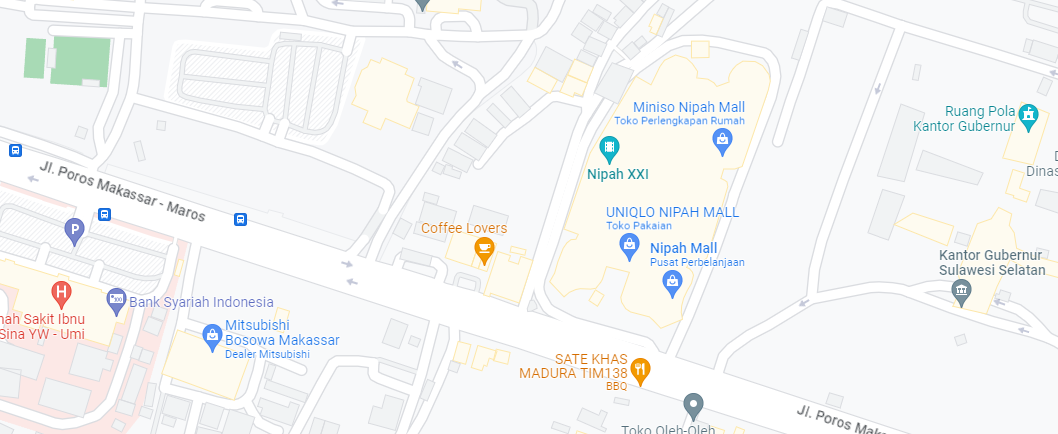 Miniso Nipah Mall
Toko Perlengkapan Rumah
Ruang Pola
Kantor Gubernur
Nipah XXI
Dinas
Jl. Poros Makassar - Maros
UNIQLO NIPAH MALL
Toko Pakaian
Coffee Lovers
Nipah Mall
Pusat Perbelanjaan
Kantor Gubernur
Sulawesi Selatan
P
H
Bank Syariah Indonesia
nah Sakit Ibnu
Sina YW - Umi
Mitsubishi
Bosowa Makassar
Dealer Mitsubishi
SATE KHAS
MADURA TIM138
BBQ
Jl. Poros Mak
Toko Oleh-Oleh